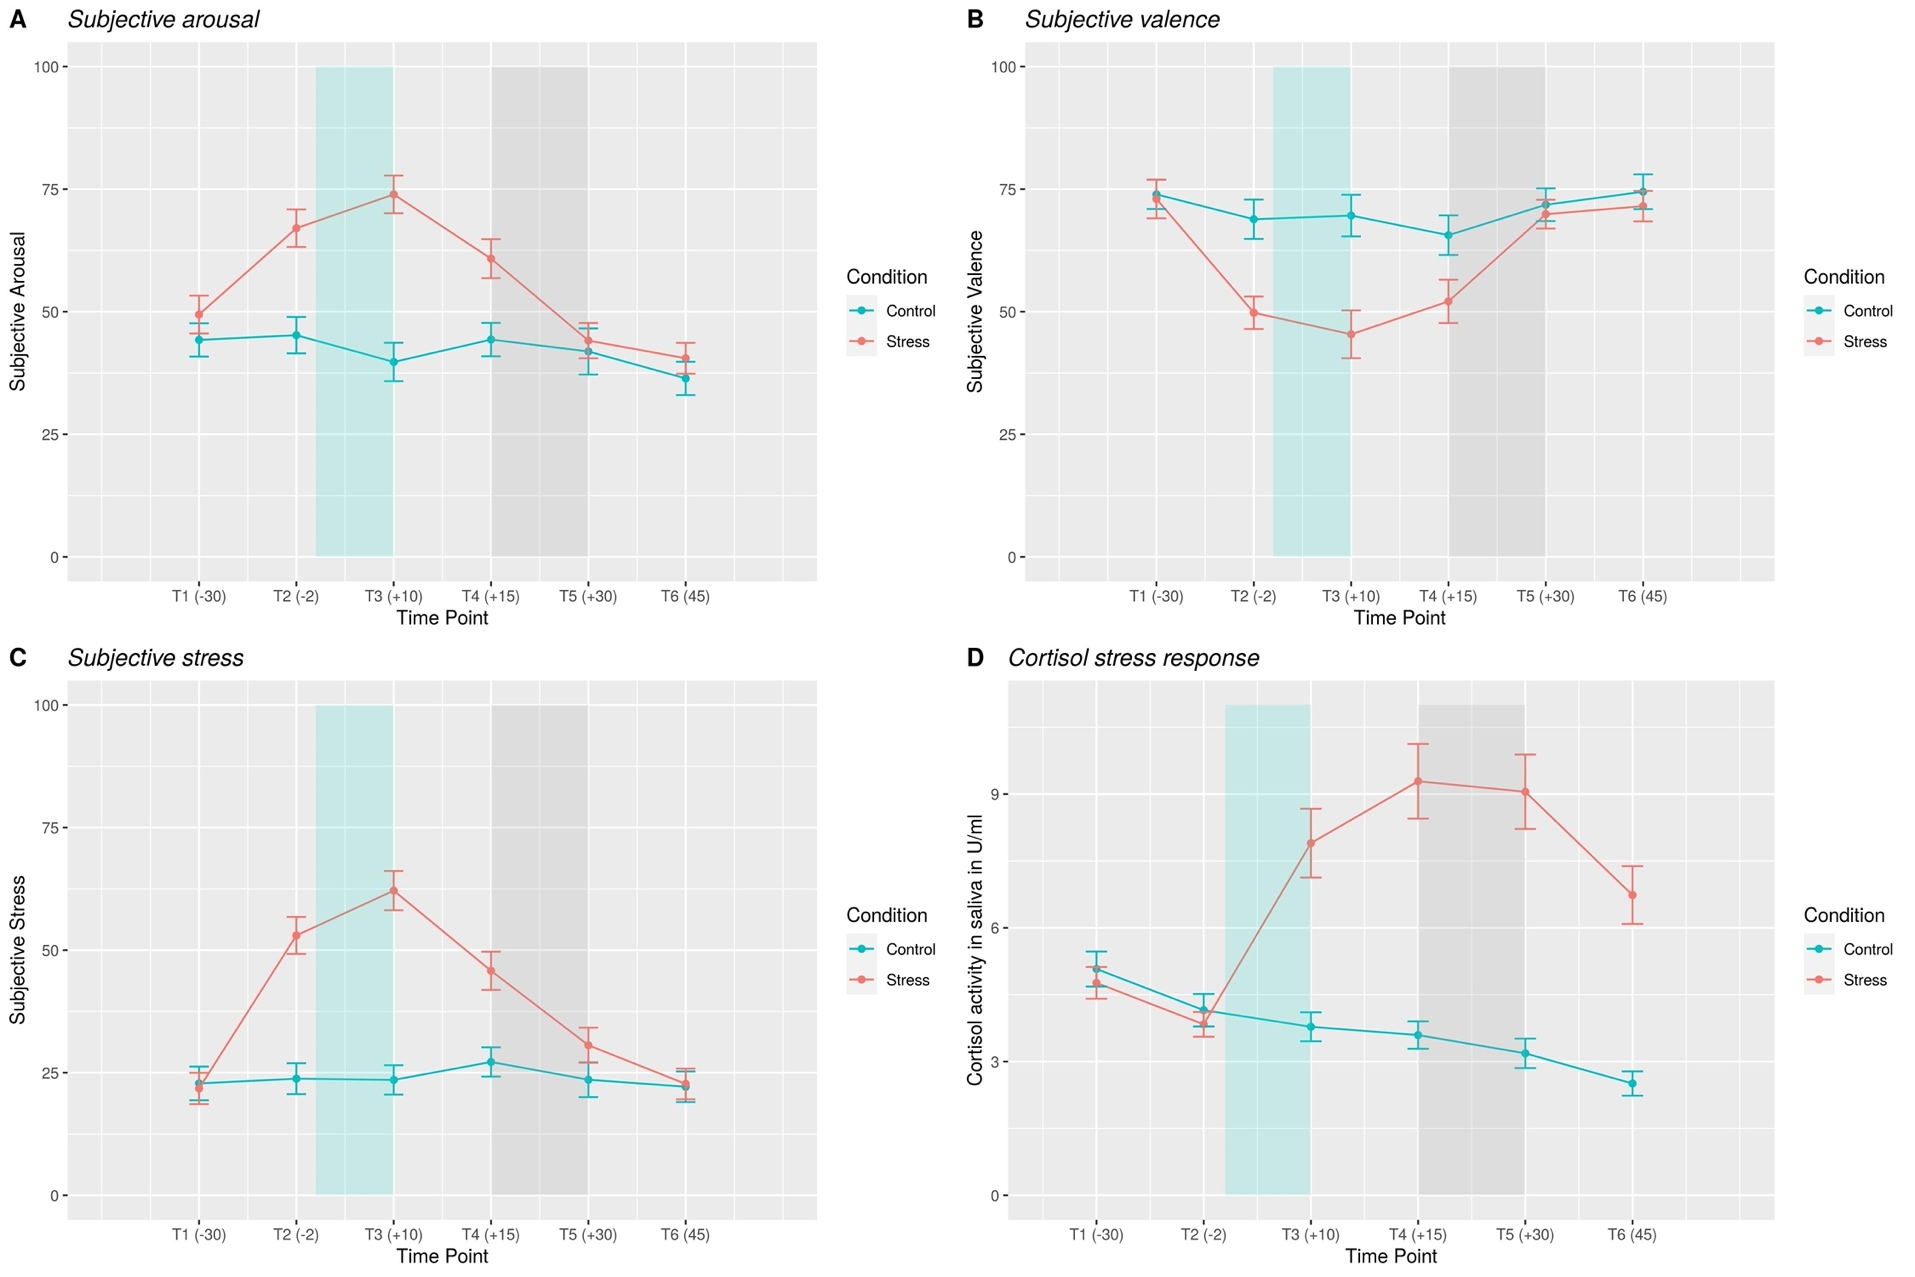 A Subjective arousal
100
75
50
25
0
Subjective Arousal
T1 (-30) T2 (-2) T3 (+10) T4 (+15) T5 (+30) T6 (45)
Time Point
Condition
Control
Stress
B Subjective valence
100
75
50
25
0
Subjective Valence
T1 (-30) T2 (-2) T3 (+10) T4 (+15) T5 (+30) T6 (45)
Time Point
Condition
Control
Stress
C Subjective stress
100
75
50
25
0
Subjective Stress
T1 (-30) T2 (-2) T3 (+10) T4 (+15) T5 (+30) T6 (45)
Time Point
Condition
Control
Stress
D Cortisol stress response
9
6
3
0
Cortisol activity in saliva in U/ml
T1 (-30) T2 (-2) T3 (+10) T4 (+15) T5 (+30) T6 (45)
Time Point
Condition
Control
Stress